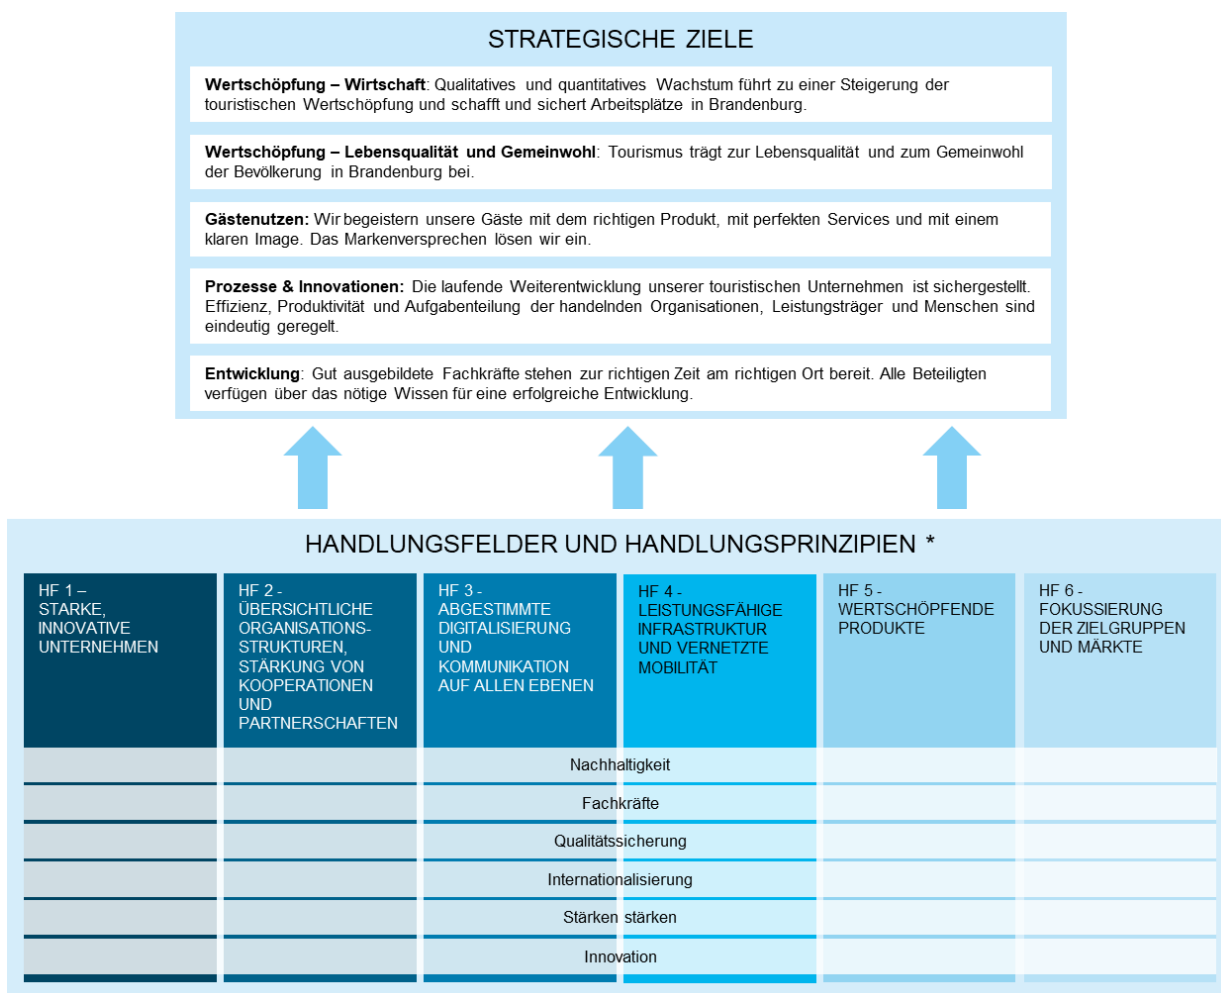 STRATEGISCHE ZIELE
Wertschöpfung – Wirtschaft: Qualitatives und quantitatives Wachstum führt zu einer Steigerung der
touristischen Wertschöpfung und schafft und sichert Arbeitsplätze in Brandenburg.
Wertschöpfung – Lebensqualität und Gemeinwohl: Tourismus trägt zur Lebensqualität und zum Gemeinwohl
der Bevölkerung in Brandenburg bei.
Gästenutzen: Wir begeistern unsere Gäste mit dem richtigen Produkt, mit perfekten Services und mit einem
klaren Image. Das Markenversprechen lösen wir ein.
Prozesse & Innovationen: Die laufende Weiterentwicklung unserer touristischen Unternehmen ist sichergestellt.
Effizienz, Produktivität und Aufgabenteilung der handelnden Organisationen, Leistungsträger und Menschen sind
eindeutig geregelt.
Entwicklung: Gut ausgebildete Fachkräfte stehen zur richtigen Zeit am richtigen Ort bereit. Alle Beteiligten
verfügen über das nötige Wissen für eine erfolgreiche Entwicklung.
HANDLUNGSFELDER UND HANDLUNGSPRINZIPIEN *
HF 1 –
STARKE,
INNOVATIVE
UNTERNEHMEN
HF 2 -
ÜBERSICHTLICHE
ORGANISATIONS-
STRUKTUREN,
STÄRKUNG VON
KOOPERATIONEN
UND
PARTNERSCHAFTEN
HF 3 -
ABGESTIMMTE
DIGITALISIERUNG
UND
KOMMUNIKATION
AUF ALLEN EBENEN
HF 4 -
LEISTUNGSFÄHIGE
INFRASTRUKTUR
UND VERNETZTE
MOBILITÄT
HF 5 -
WERTSCHÖPFENDE
PRODUKTE
HF 6 -
FOKUSSIERUNG
DER ZIELGRUPPEN
UND MÄRKTE
Nachhaltigkeit
Fachkräfte
Qualitätssicherung
Internationalisierung
Stärken stärken
Innovation